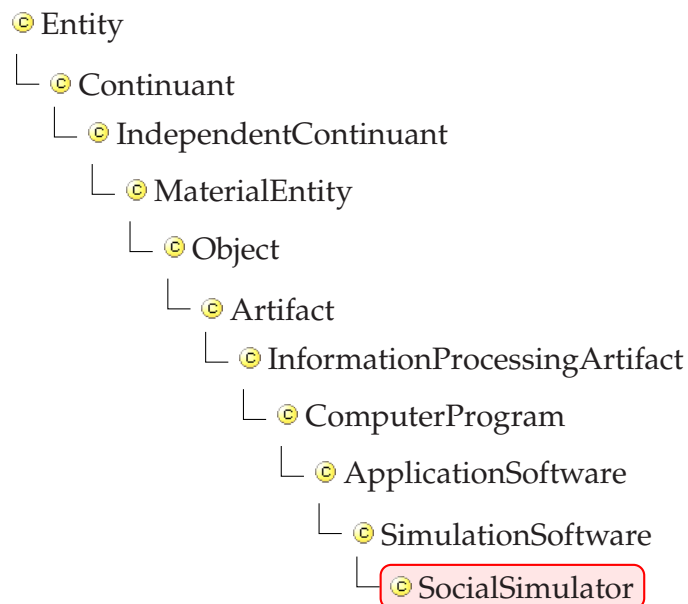 Entity
Continuant
IndependentContinuant
MaterialEntity
Object
Artifact
InformationProcessingArtifact
ComputerProgram
ApplicationSoftware
SimulationSoftware
SocialSimulator